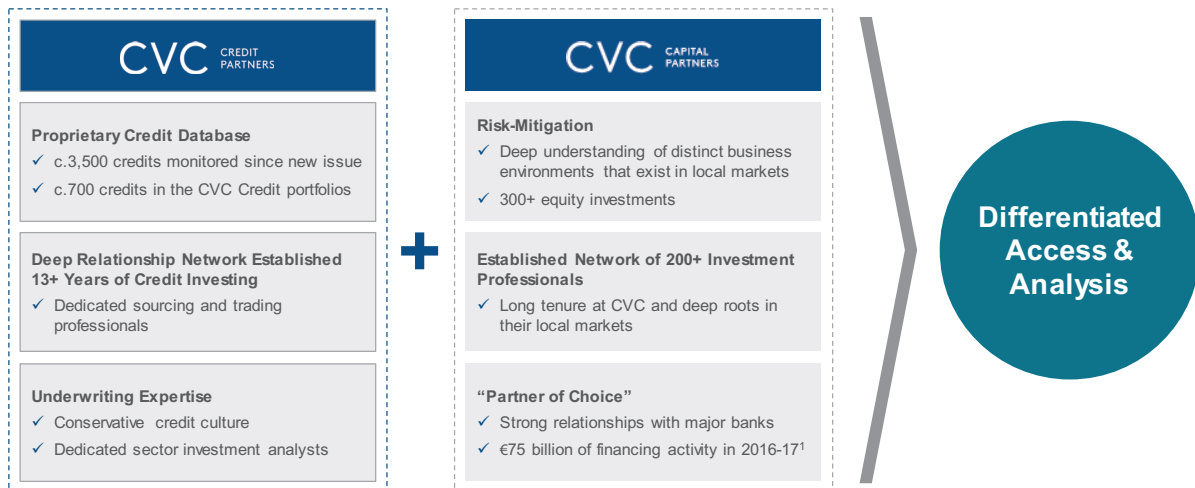 CVC CREDIT
PARTNERS
Proprietary Credit Database
✓ c.3,500 credits monitored since new issue
✓ c.700 credits in the CVC Credit portfolios
Deep Relationship Network Established
13+ Years of Credit Investing
✓ Dedicated sourcing and trading
professionals
Underwriting Expertise
✓ Conservative credit culture
✓ Dedicated sector investment analysts
+
CVC CAPITAL
PARTNERS
Risk-Mitigation
✓ Deep understanding of distinct business
environments that exist in local markets
✓ 300+ equity investments
Established Network of 200+ Investment
Professionals
✓ Long tenure at CVC and deep roots in
their local markets
“Partner of Choice”
✓ Strong relationships with major banks
✓ €75 billion of financing activity in 2016-17¹
Differentiated
Access &
Analysis